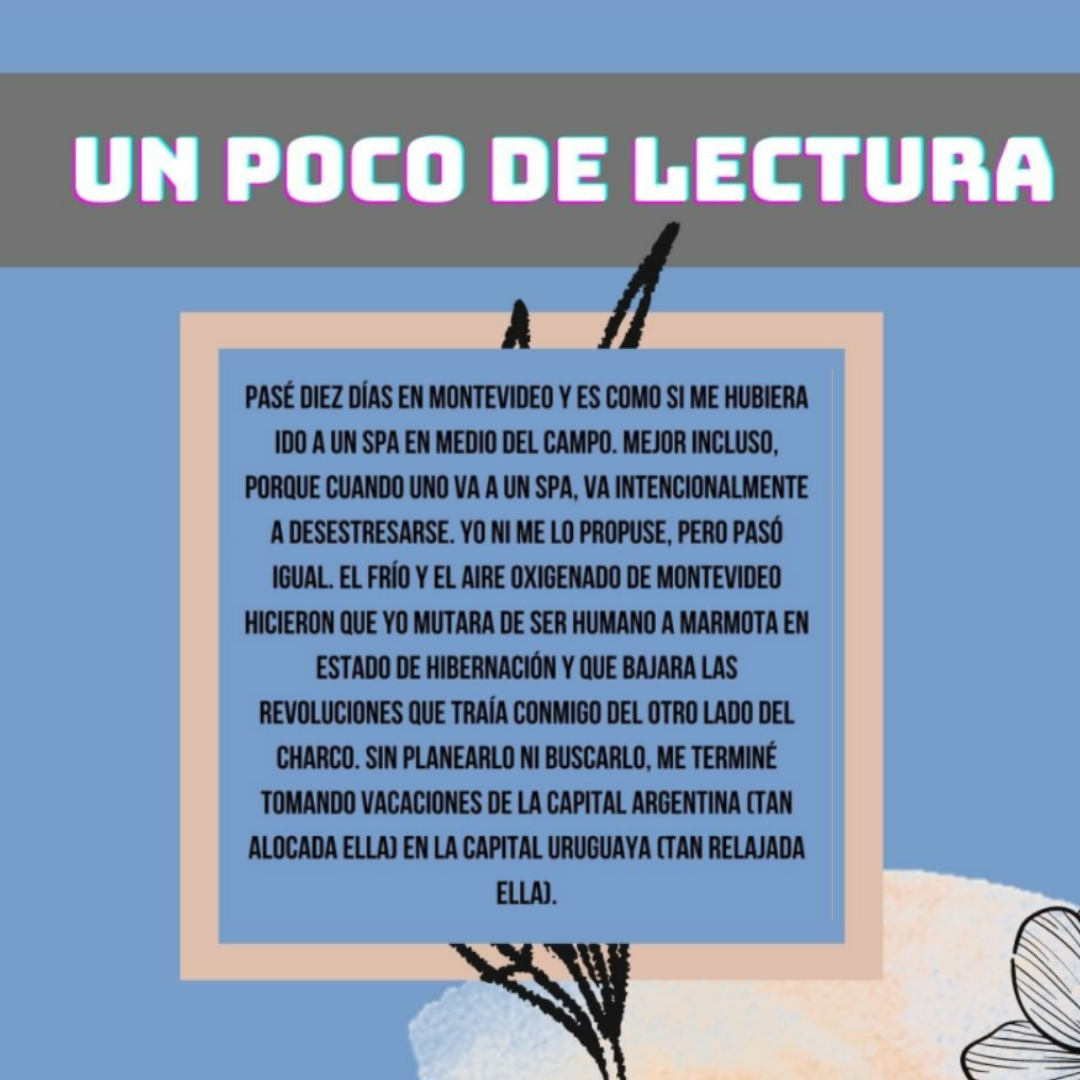 UN POCO DE LECTURA
PASÉ DIEZ DÍAS EN MONTEVIDEO Y ES COMO SI ME HUBIERA
IDO A UN SPA EN MEDIO DEL CAMPO. MEJOR INCLUSO,
PORQUE CUANDO UNO VA A UN SPA, VA INTENCIONALMENTE
A DESESTRESARSE. YO NI ME LO PROPUSE, PERO PASÓ
IGUAL. EL FRÍO Y EL AIRE OXIGENADO DE MONTEVIDEO
HICIERON QUE YO MUTARA DE SER HUMANO A MARMOTA EN
ESTADO DE HIBERNACIÓN Y QUE BAJARA LAS
REVOLUCIONES QUE TRAÍA CONMIGO DEL OTRO LADO DEL
CHARCO. SIN PLANEARLO NI BUSCARLO, ME TERMINÉ
TOMANDO VACACIONES DE LA CAPITAL ARGENTINA (TAN
ALOCADA ELLA) EN LA CAPITAL URUGUAYA (TAN RELAJADA
ELLA).